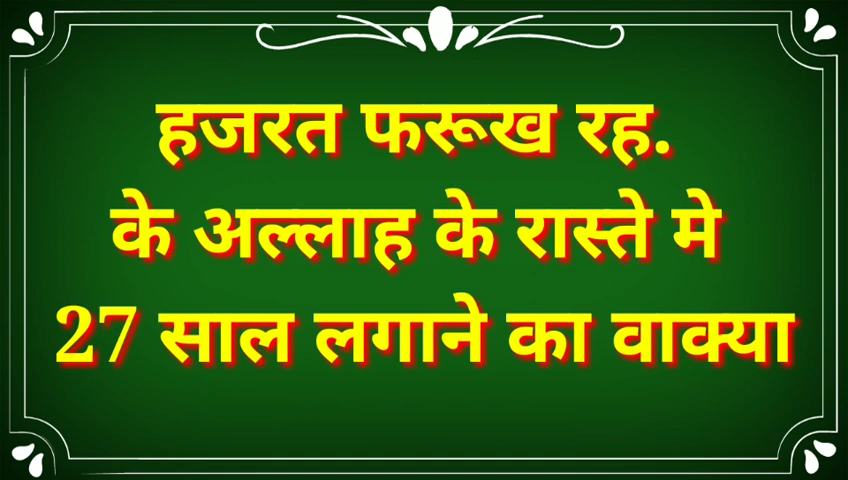 हजरत फरूख रह.
के अल्लाह के रास्ते मे
27 साल लगाने का वाक्या